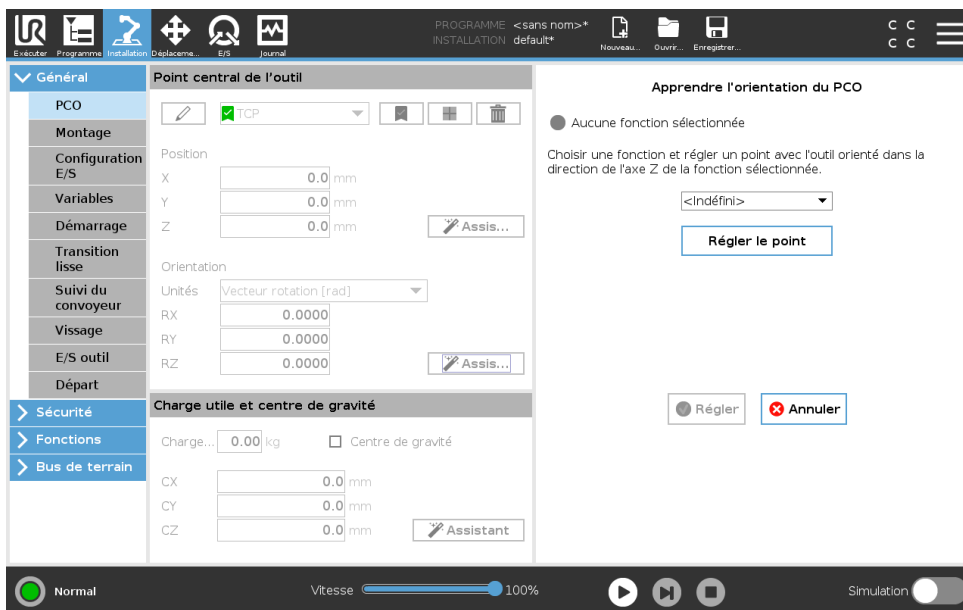 UR
PROGRAMME <sans nom>*
INSTALLATION default*
Exécuter
Programme
Installation
Déplaceme...
E/S
Journal
Nouveau...
Ouvrir...
Enregistrer...
C C
C C
Général
PCO
Montage
Configuration
E/S
Variables
Démarrage
Transition
lisse
Suivi du
convoyeur
Vissage
E/S outil
Départ
Sécurité
Fonctions
Bus de terrain
Point central de l'outil
TCP
Position
X 0.0 mm
Y 0.0 mm
Z 0.0 mm
Assis...
Orientation
Unités Vecteur rotation [rad]
RX 0.0000
RY 0.0000
RZ 0.0000
Assis...
Charge utile et centre de gravité
Charge... 0.00 kg
Centre de gravité
CX 0.0 mm
CY 0.0 mm
CZ 0.0 mm
Assistant
Apprendre l'orientation du PCO
Aucune fonction sélectionnée
Choisir une fonction et régler un point avec l'outil orienté dans la
direction de l'axe Z de la fonction sélectionnée.
<Indéfini>
Régler le point
Régler
Annuler
Normal
Vitesse
100%
Simulation